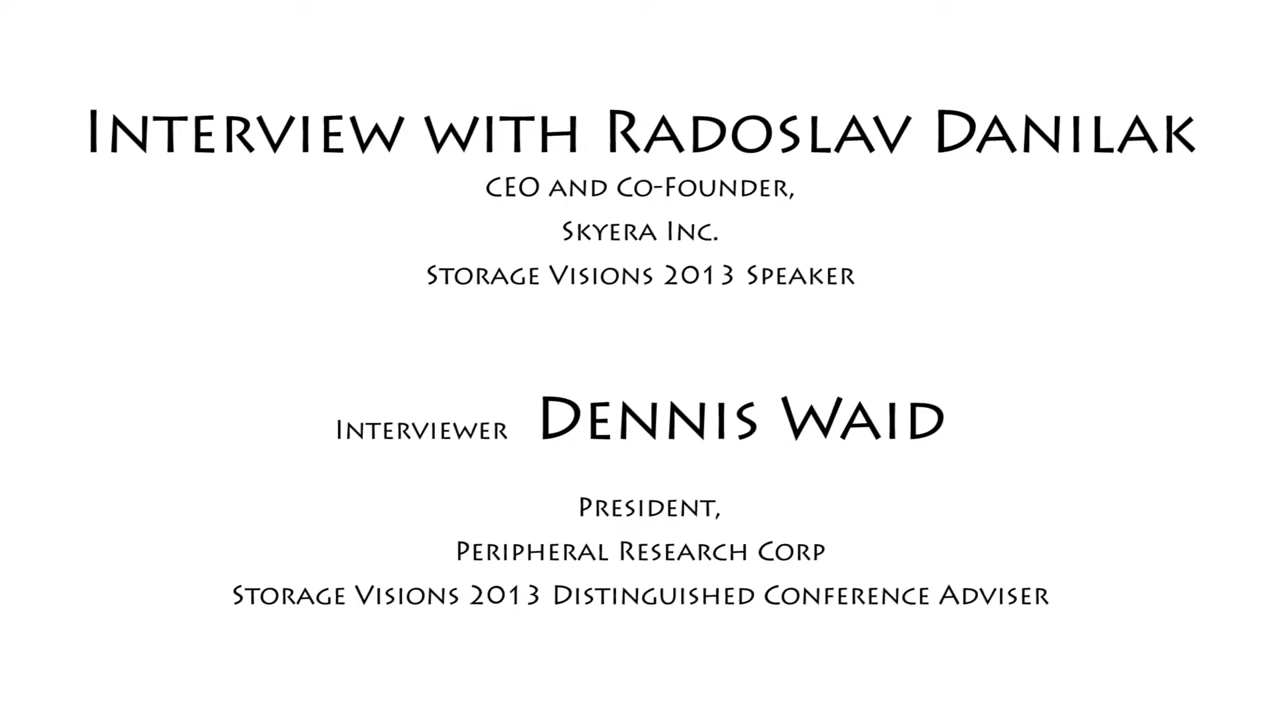 Interview with Radoslav Danilak
CEO and Co-Founder,
Skyera Inc.
Storage Visions 2013 Speaker
Interviewer Dennis Waid
President,
Peripheral Research Corp
Storage Visions 2013 Distinguished Conference Adviser